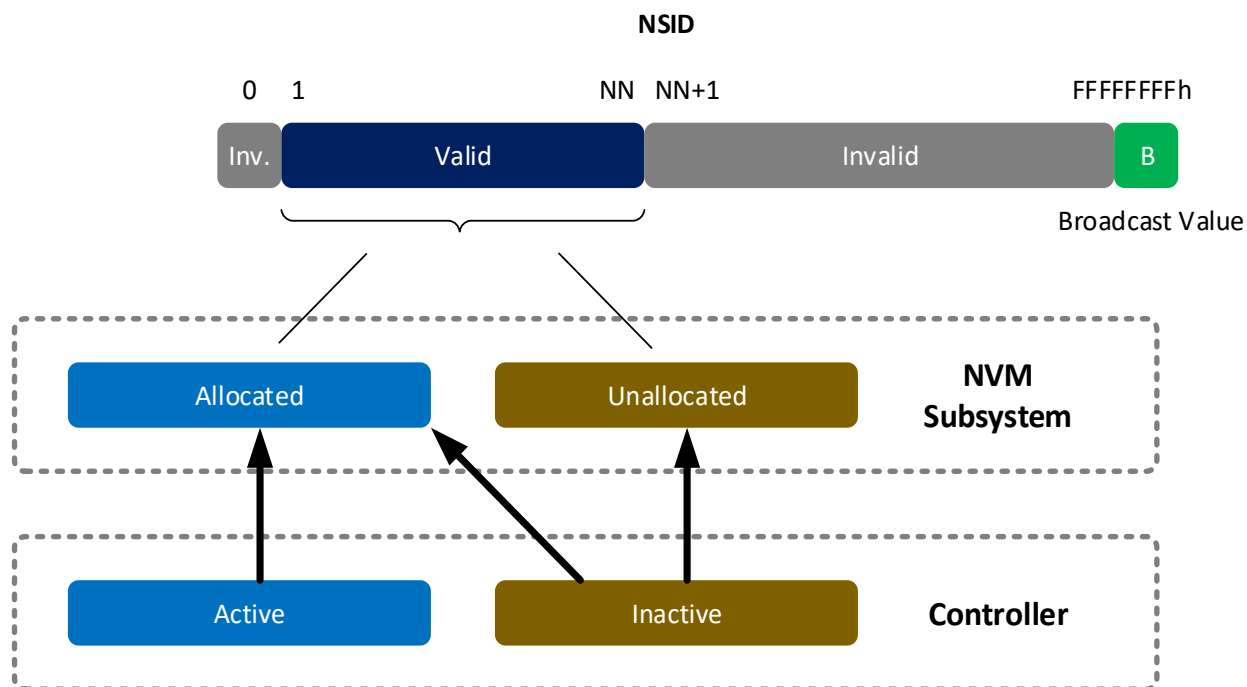 NSID
0 1 NN NN+1 FFFFFFFFh
Inv. Valid Invalid B
Broadcast Value
Allocated Unallocated NVM
Subsystem
Active Inactive Controller